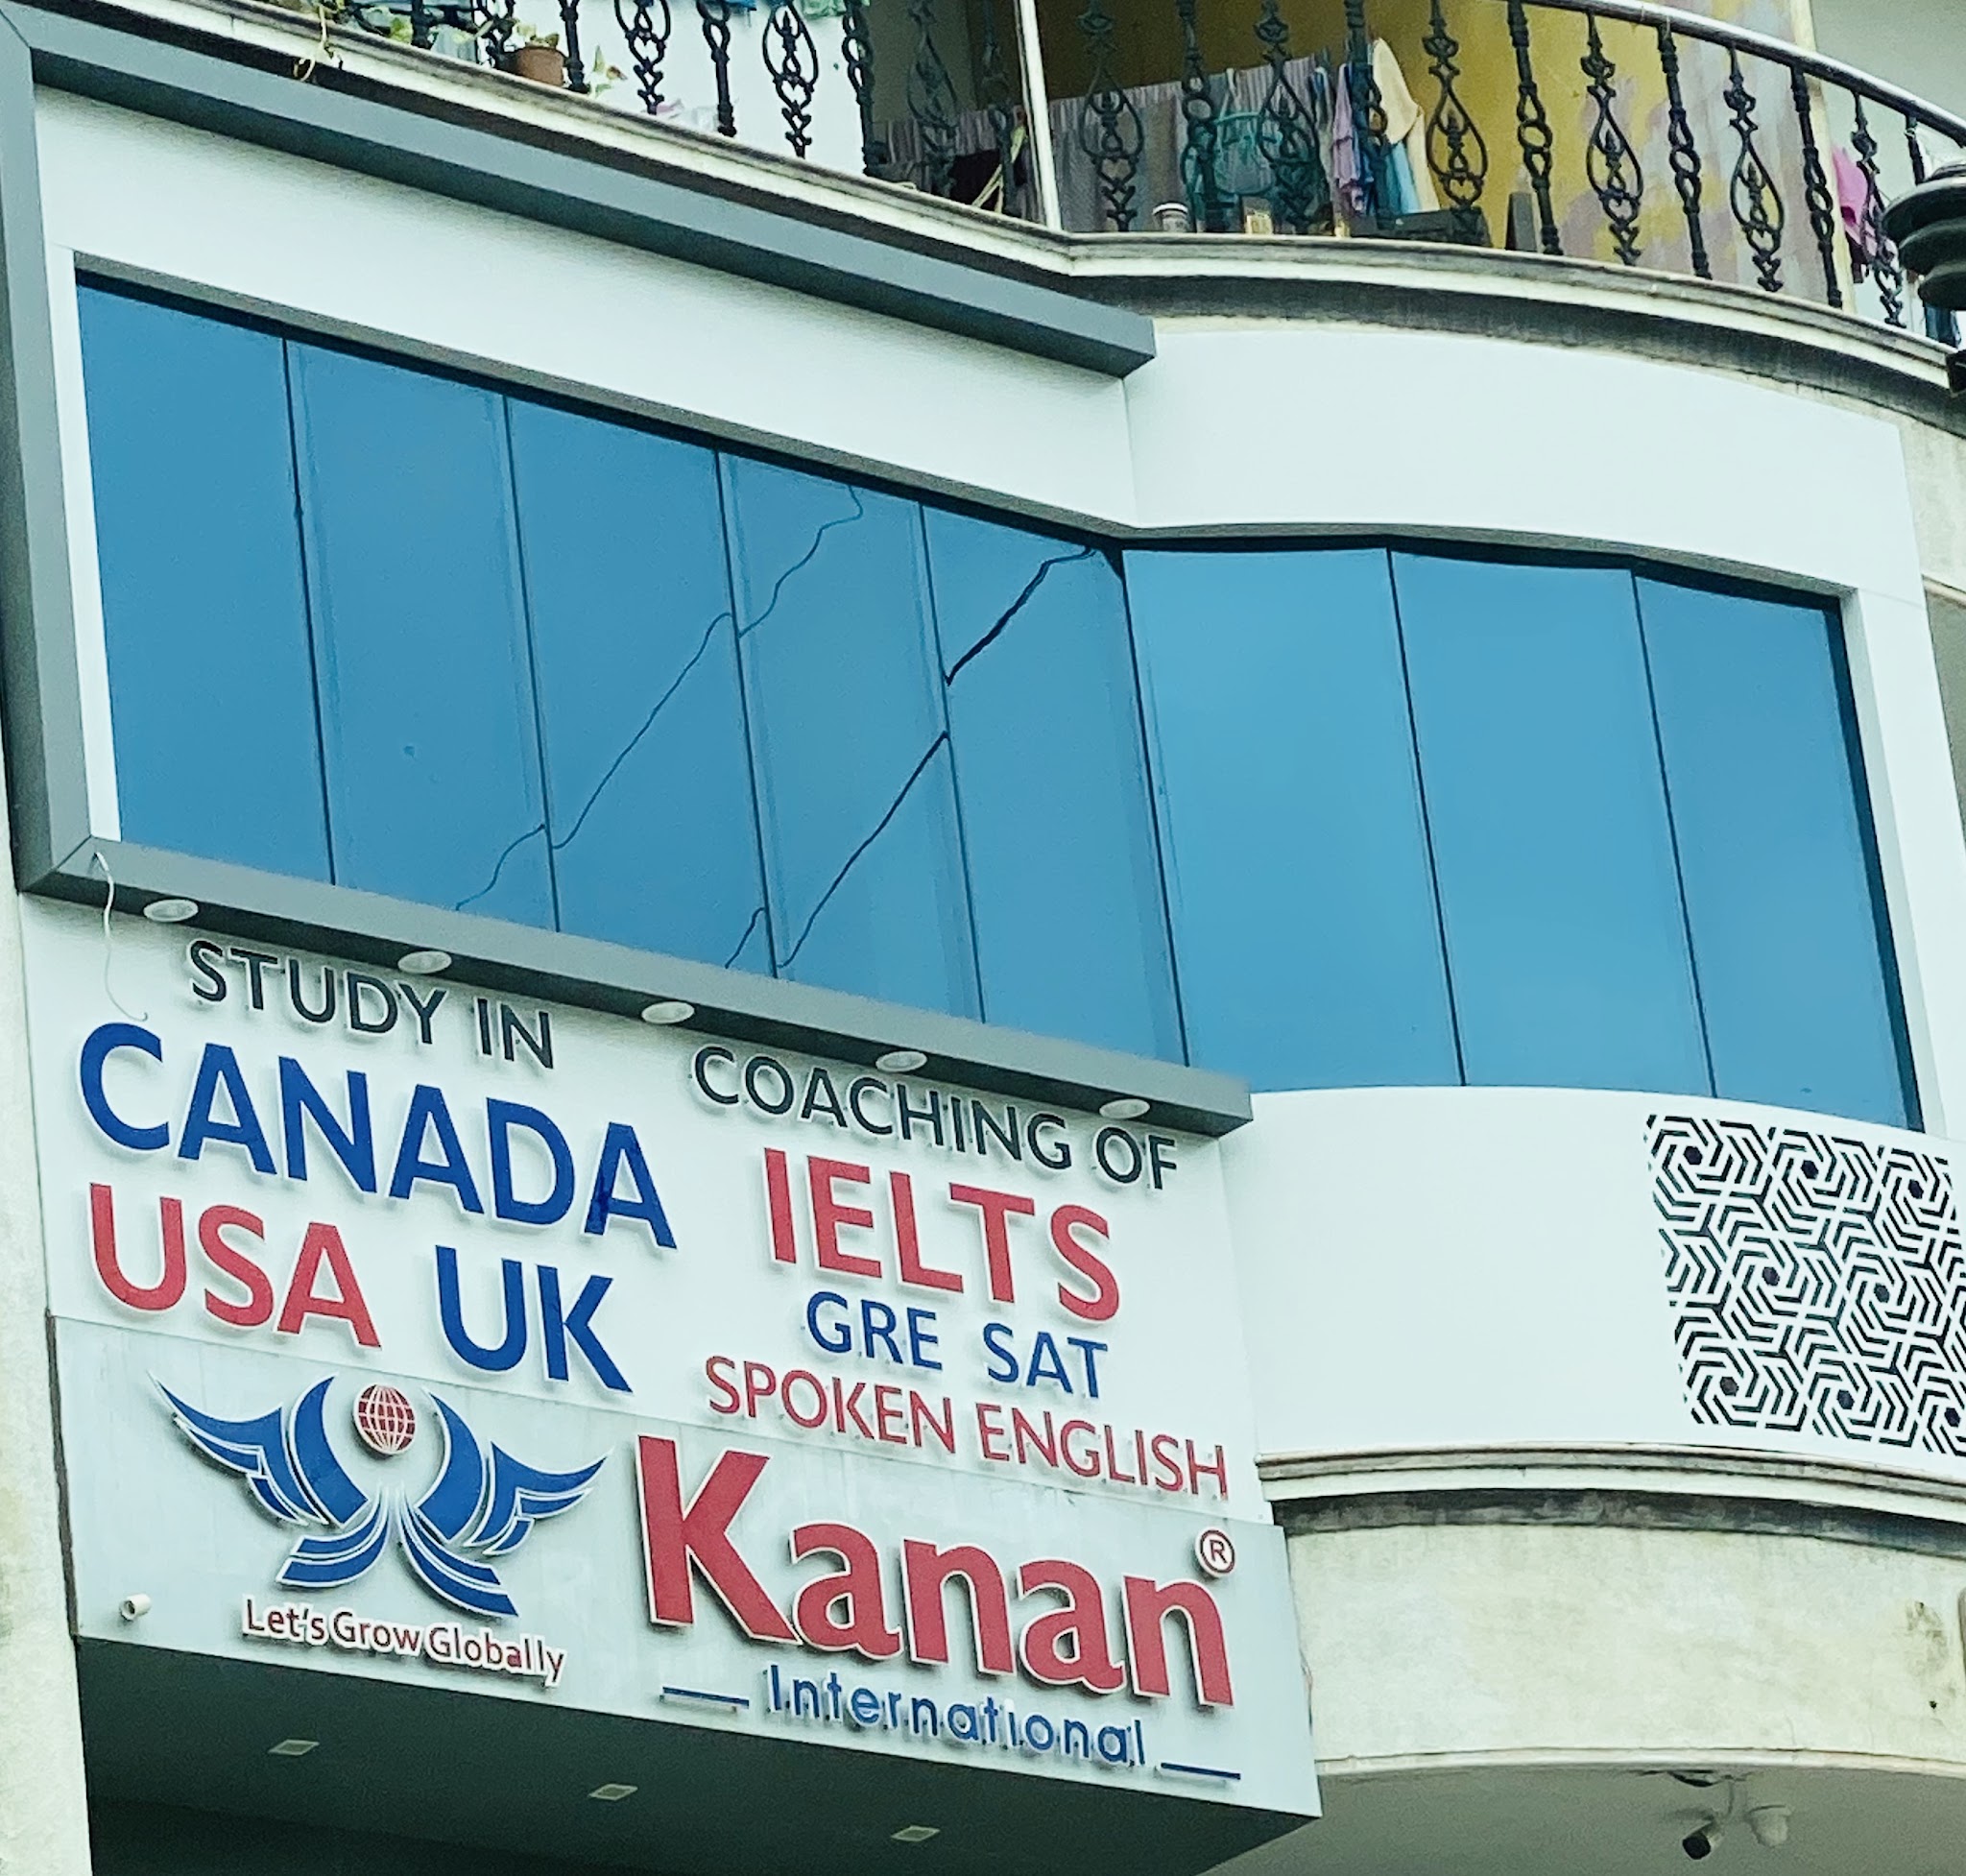 STUDY IN
CANADA
USA UK
COACHING OF
IELTS
GRE SAT
SPOKEN ENGLISH
Let's Grow Globally
Kanan®
International